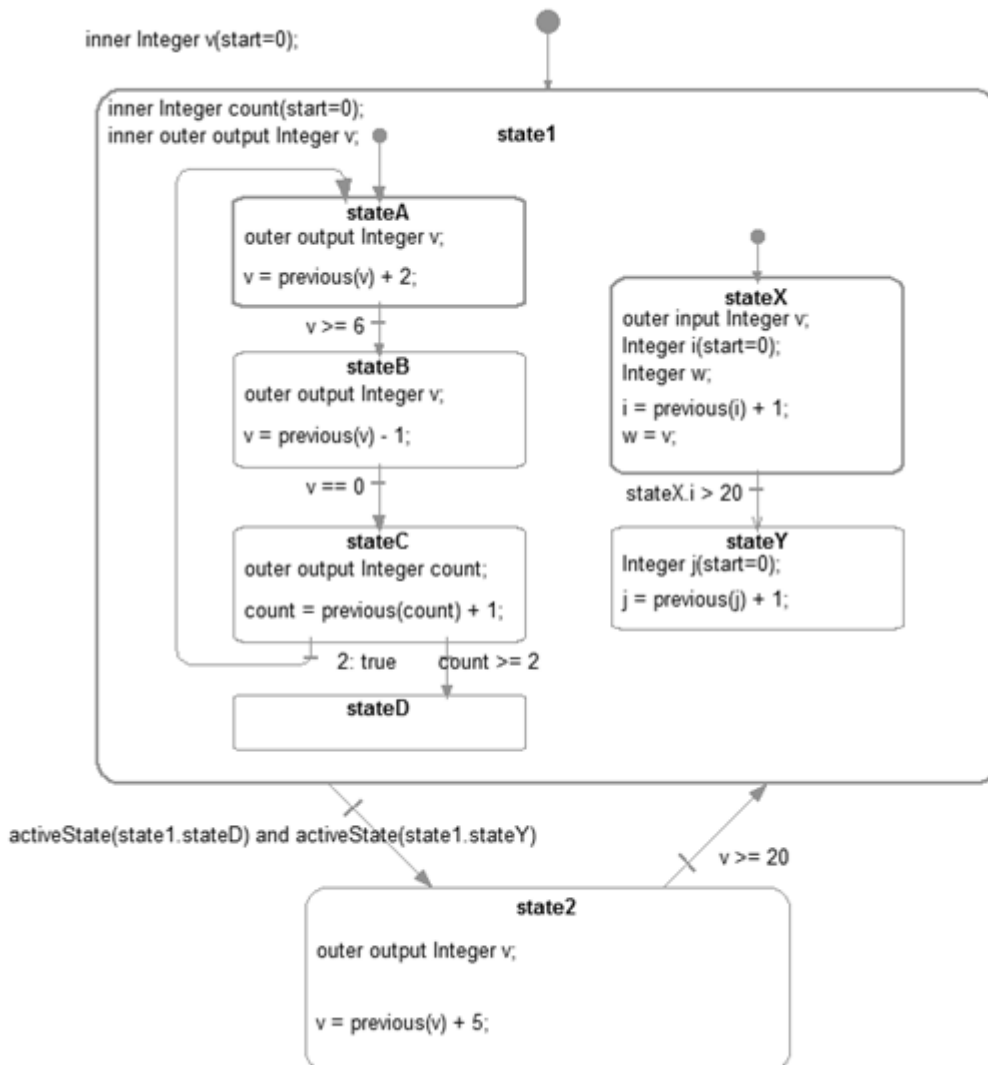 inner Integer v(start=0);
inner Integer count(start=0);
inner outer output Integer v;
state1
stateA
outer output Integer v;
v = previous(v) + 2;
v >= 6
stateB
outer output Integer v;
v = previous(v) - 1;
v == 0
stateC
outer output Integer count;
count = previous(count) + 1;
2: true
count >= 2
stateD
stateX
outer input Integer v;
Integer i(start=0);
Integer w;
i = previous(i) + 1;
w = v;
stateX.i > 20
stateY
Integer j(start=0);
j = previous(j) + 1;
activeState(state1.stateD) and activeState(state1.stateY)
v >= 20
state2
outer output Integer v;
v = previous(v) + 5;